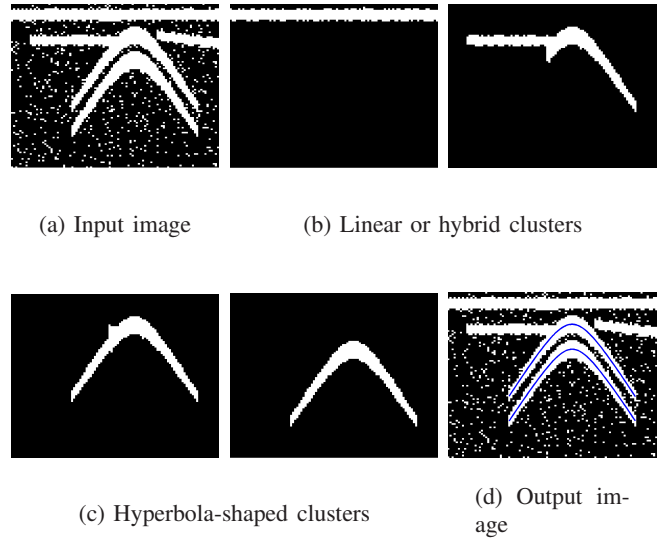 (a) Input image
(b) Linear or hybrid clusters
(c) Hyperbola-shaped clusters
(d) Output im-
age